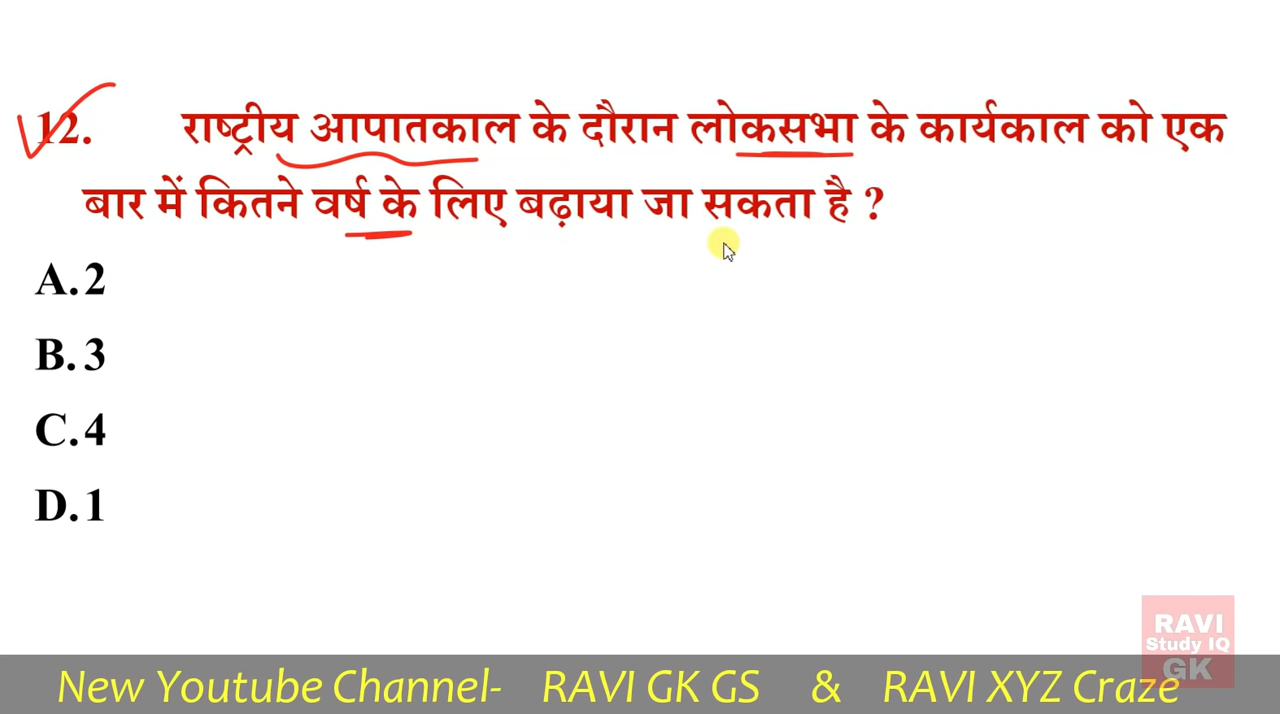 12. राष्ट्रीय आपातकाल के दौरान लोकसभा के कार्यकाल को एक
बार में कितने वर्ष के लिए बढ़ाया जा सकता है ?
A. 2
B. 3
C. 4
D. 1
RAVI
Study IQ
GK
New Youtube Channel- RAVI GK GS & RAVI XYZ Craze